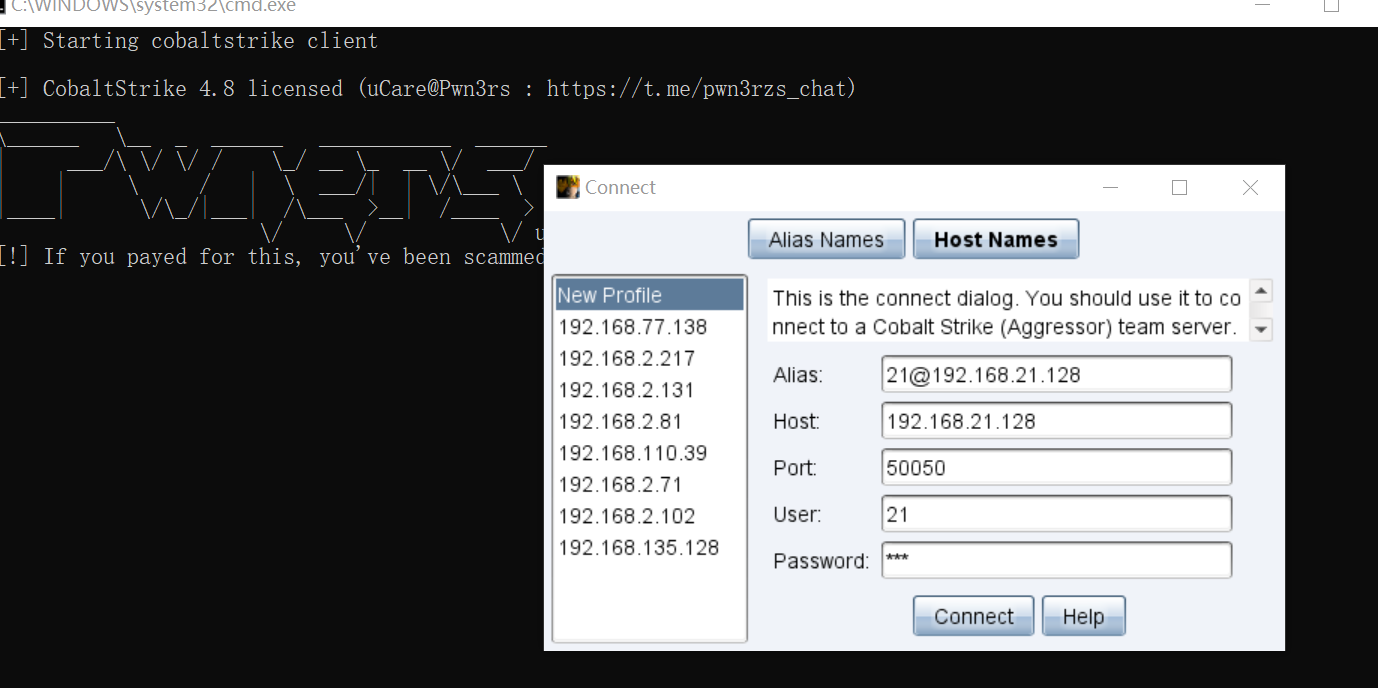 C:\WINDOWS\system32\cmd.exe
[+] Starting cobaltstrike client
[+] CobaltStrike 4.8 licensed (uCare@Pwn3rs : https://t.me/pwn3rzs_chat)
[!] If you payed for this, you've been scammed
Connect
Alias Names
Host Names
New Profile
192.168.77.138
192.168.2.217
192.168.2.131
192.168.2.81
192.168.110.39
192.168.2.71
192.168.2.102
192.168.135.128
This is the connect dialog. You should use it to co
nnect to a Cobalt Strike (Aggressor) team server.
Alias: 21@192.168.21.128
Host: 192.168.21.128
Port: 50050
User: 21
Password: ***
Connect
Help